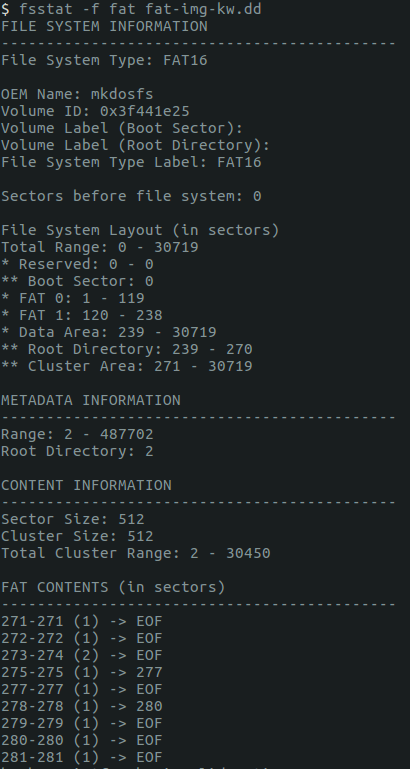 $ fsstat -f fat fat-img-kw.dd
FILE SYSTEM INFORMATION
--------------------------------------------
File System Type: FAT16
OEM Name: mkdosfs
Volume ID: 0x3f441e25
Volume Label (Boot Sector):
Volume Label (Root Directory):
File System Type Label: FAT16
Sectors before file system: 0
File System Layout (in sectors)
Total Range: 0 - 30719
* Reserved: 0 - 0
** Boot Sector: 0
* FAT 0: 1 - 119
* FAT 1: 120 - 238
* Data Area: 239 - 30719
** Root Directory: 239 - 270
** Cluster Area: 271 - 30719
METADATA INFORMATION
--------------------------------------------
Range: 2 - 487702
Root Directory: 2
CONTENT INFORMATION
--------------------------------------------
Sector Size: 512
Cluster Size: 512
Total Cluster Range: 2 - 30450
FAT CONTENTS (in sectors)
--------------------------------------------
271-271 (1) -> EOF
272-272 (1) -> EOF
273-274 (2) -> EOF
275-275 (1) -> 277
277-277 (1) -> EOF
278-278 (1) -> 280
279-279 (1) -> EOF
280-280 (1) -> EOF
281-281 (1) -> EOF